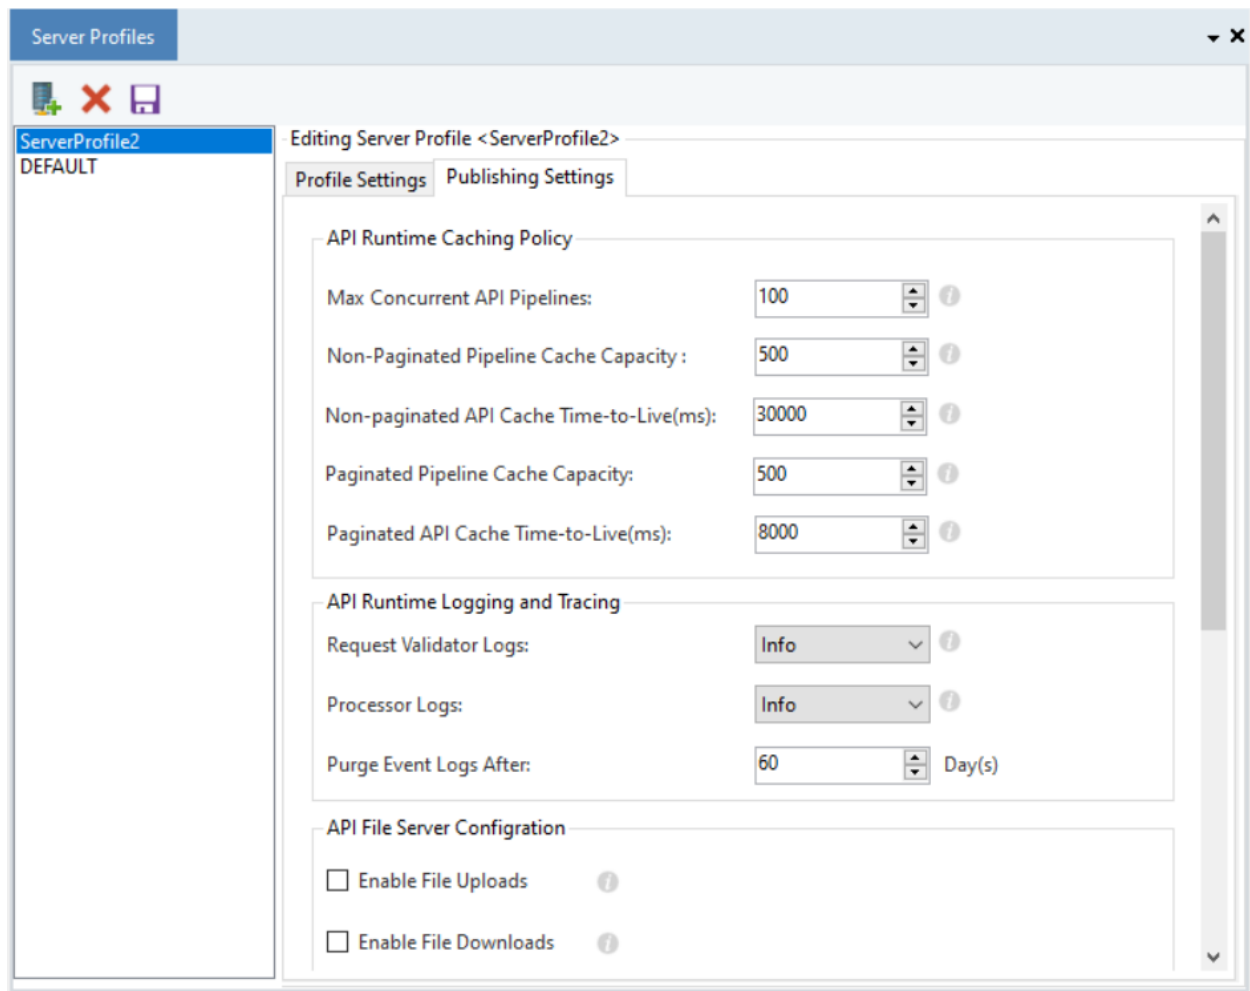 Server Profiles
ServerProfile2
DEFAULT
Editing Server Profile <ServerProfile2>
Profile Settings
Publishing Settings
API Runtime Caching Policy
Max Concurrent API Pipelines: 100
Non-Paginated Pipeline Cache Capacity : 500
Non-paginated API Cache Time-to-Live(ms): 30000
Paginated Pipeline Cache Capacity: 500
Paginated API Cache Time-to-Live(ms): 8000
API Runtime Logging and Tracing
Request Validator Logs: Info
Processor Logs: Info
Purge Event Logs After: 60 Day(s)
API File Server Configration
Enable File Uploads
Enable File Downloads